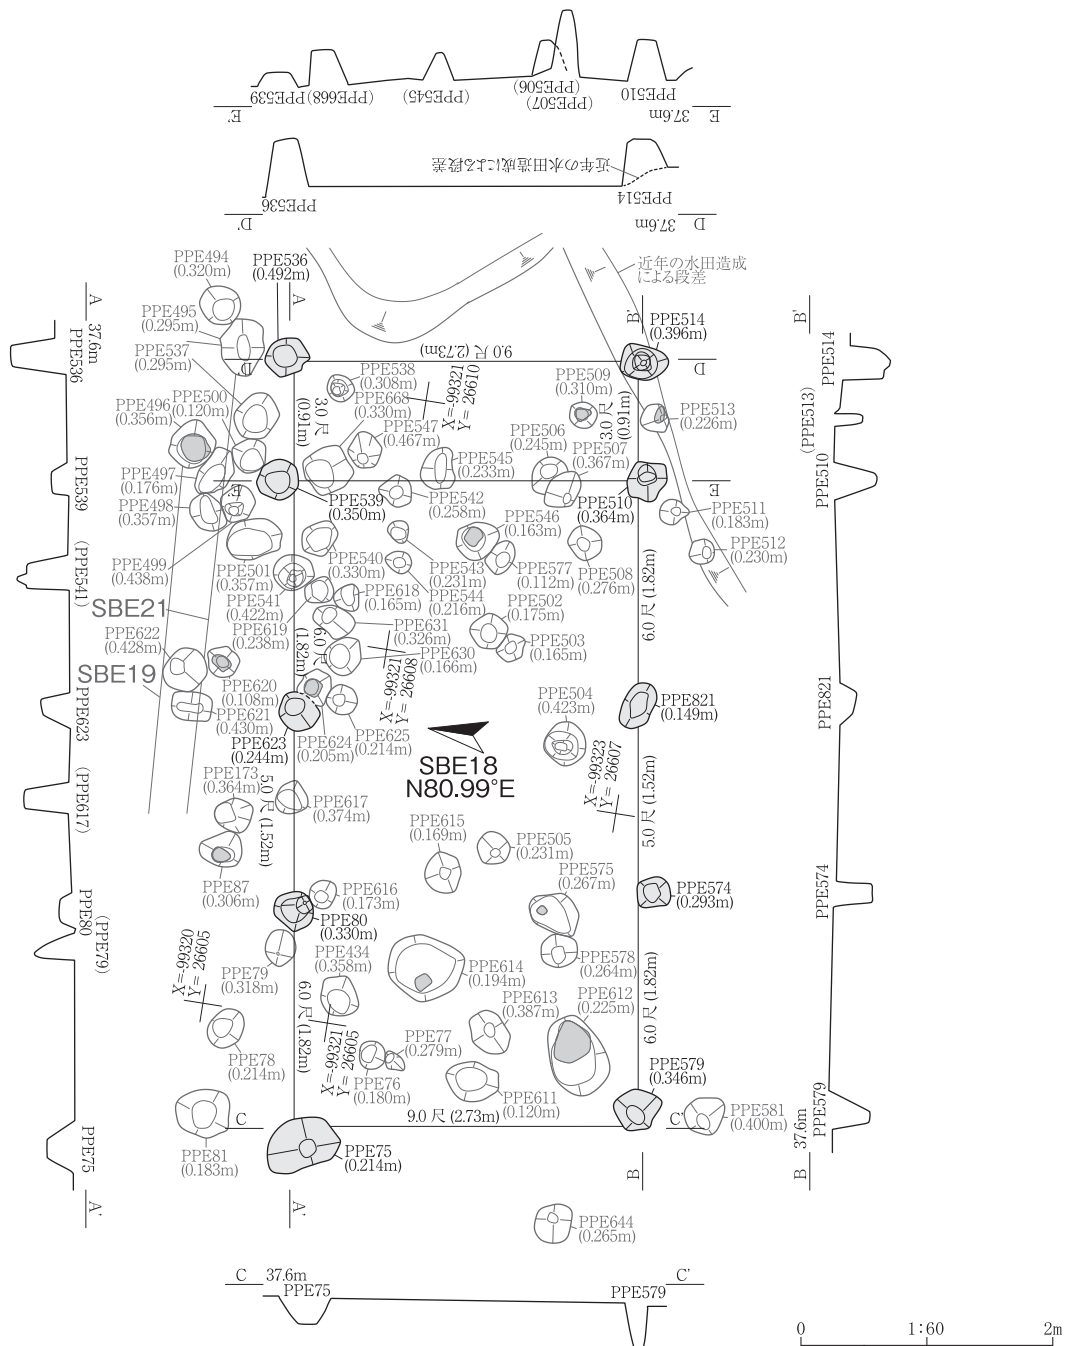 PPE539
(PPE668)
(PPE545)
(PPE506)
(PPE507)
PPE510
E'
37.6m
E
近年の水田造成による段差
PPE536
PPE514
D'
37.6m
D
PPE494
(0.320m)
PPE536
(0.492m)
近年の水田造成
による段差
A
37.6m
PPE536
PPE495
(0.295m)
A
B'
PPE514
(0.396m)
B'
PPE514
PPE537
(0.295m)
D'
9.0 尺 (2.73m)
D
PPE538
(0.308m)
PPE668
(0.330m)
X=-99321
Y= 26610
PPE509
(0.310m)
3.0 尺
(0.91m)
3.0 尺
(0.91m)
PPE513
(0.226m)
(PPE513)
PPE500
(0.120m)
PPE496
(0.356m)
PPE547
(0.467m)
PPE506
(0.245m)
PPE507
(0.367m)
PPE545
(0.233m)
PPE510
PPE539
PPE497
(0.176m)
E'
E
PPE539
(0.350m)
PPE542
(0.258m)
PPE510
(0.364m)
PPE498
(0.357m)
PPE511
(0.183m)
PPE546
(0.163m)
PPE512
(0.230m)
(PPE541)
PPE499
(0.438m)
PPE501
(0.357m)
PPE540
(0.330m)
PPE543
(0.231m)
PPE577
(0.112m)
PPE508
(0.276m)
6.0 尺 (1.82m)
PPE541
(0.422m)
PPE618
(0.165m)
PPE544
(0.216m)
PPE502
(0.175m)
SBE21
PPE619
(0.238m)
PPE631
(0.326m)
PPE622
(0.428m)
6.0 尺
(1.82m)
PPE630
(0.166m)
PPE503
(0.165m)
SBE19
X=-99321
Y= 26608
PPE620
(0.108m)
PPE621
(0.430m)
PPE504
(0.423m)
PPE821
(0.149m)
PPE821
PPE623
PPE623
(0.244m)
PPE624
(0.205m)
PPE625
(0.214m)
SBE18
N80.99°E
X=-99323
Y= 26607
(PPE617)
PPE173
(0.364m)
5.0 尺 (1.52m)
PPE617
(0.374m)
5.0 尺 (1.52m)
PPE615
(0.169m)
PPE505
(0.231m)
PPE87
(0.306m)
PPE575
(0.267m)
PPE616
(0.173m)
PPE574
(0.293m)
PPE574
PPE80
(PPE79)
PPE80
(0.330m)
X=-99320
Y= 26605
PPE79
(0.318m)
PPE434
(0.358m)
PPE614
(0.194m)
PPE578
(0.264m)
PPE613
(0.387m)
PPE612
(0.225m)
6.0 尺 (1.82m)
6.0 尺 (1.82m)
PPE78
(0.214m)
X=-99321
Y= 26605
PPE77
(0.279m)
PPE76
(0.180m)
PPE579
(0.346m)
PPE611
(0.120m)
9.0 尺 (2.73m)
C
C'
PPE581
(0.400m)
37.6m
PPE579
PPE75
PPE81
(0.183m)
PPE75
(0.214m)
B
B
A'
A'
PPE644
(0.265m)
C
37.6m
C'
PPE75
PPE579
0
1:60
2m